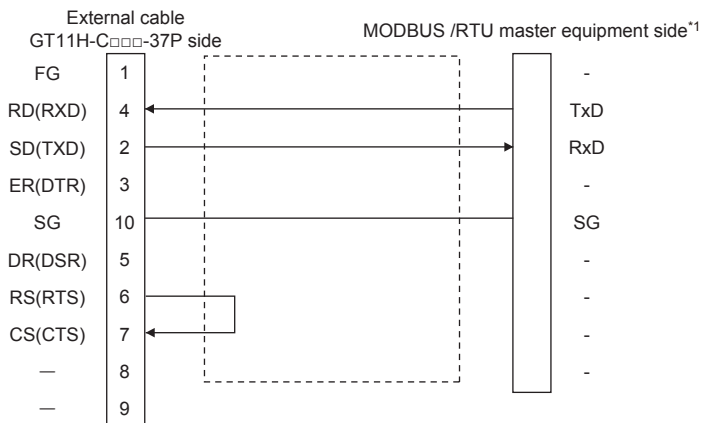 External cable
GT11H-C□□□-37P side
MODBUS /RTU master equipment side*1
FG 1 -
RD(RXD) 4 TxD
SD(TXD) 2 RxD
ER(DTR) 3 -
SG 10 SG
DR(DSR) 5 -
RS(RTS) 6 -
CS(CTS) 7 -
— 8 -
— 9